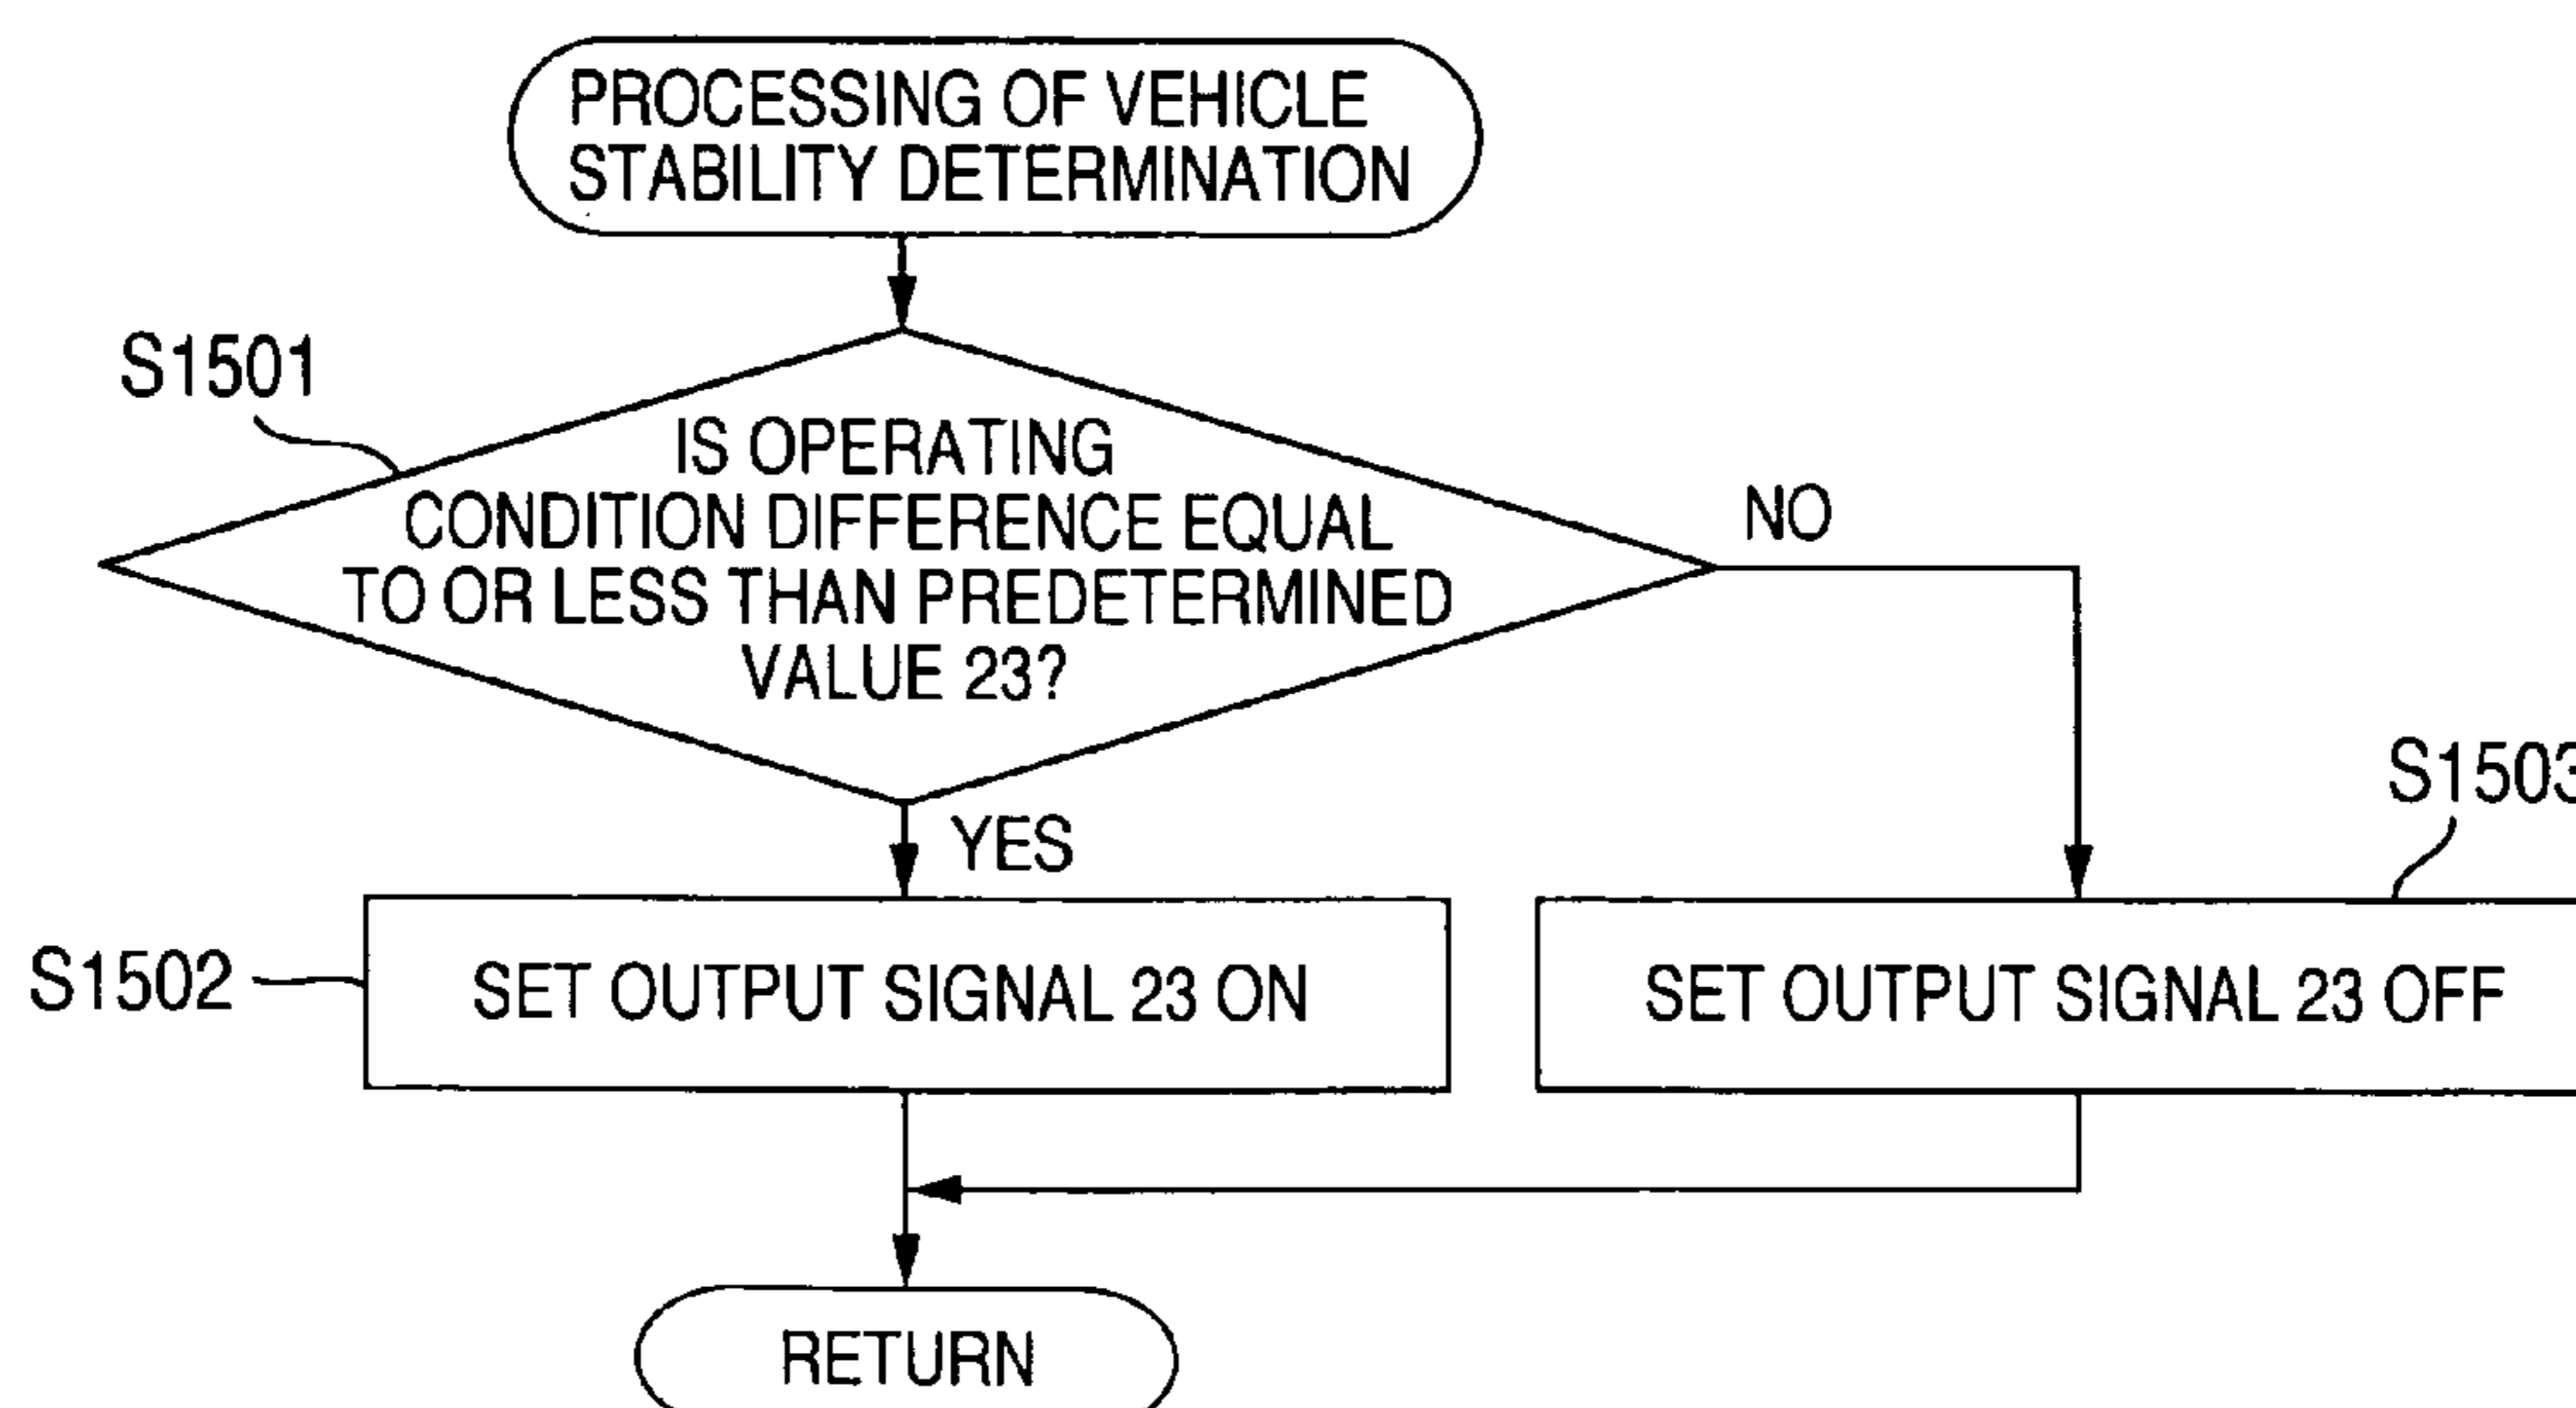 PROCESSING OF VEHICLE
STABILITY DETERMINATION
S1501
IS OPERATING
CONDITION DIFFERENCE EQUAL
TO OR LESS THAN PREDETERMINED
VALUE 23?
NO
YES
S1503
S1502
SET OUTPUT SIGNAL 23 ON
SET OUTPUT SIGNAL 23 OFF
RETURN